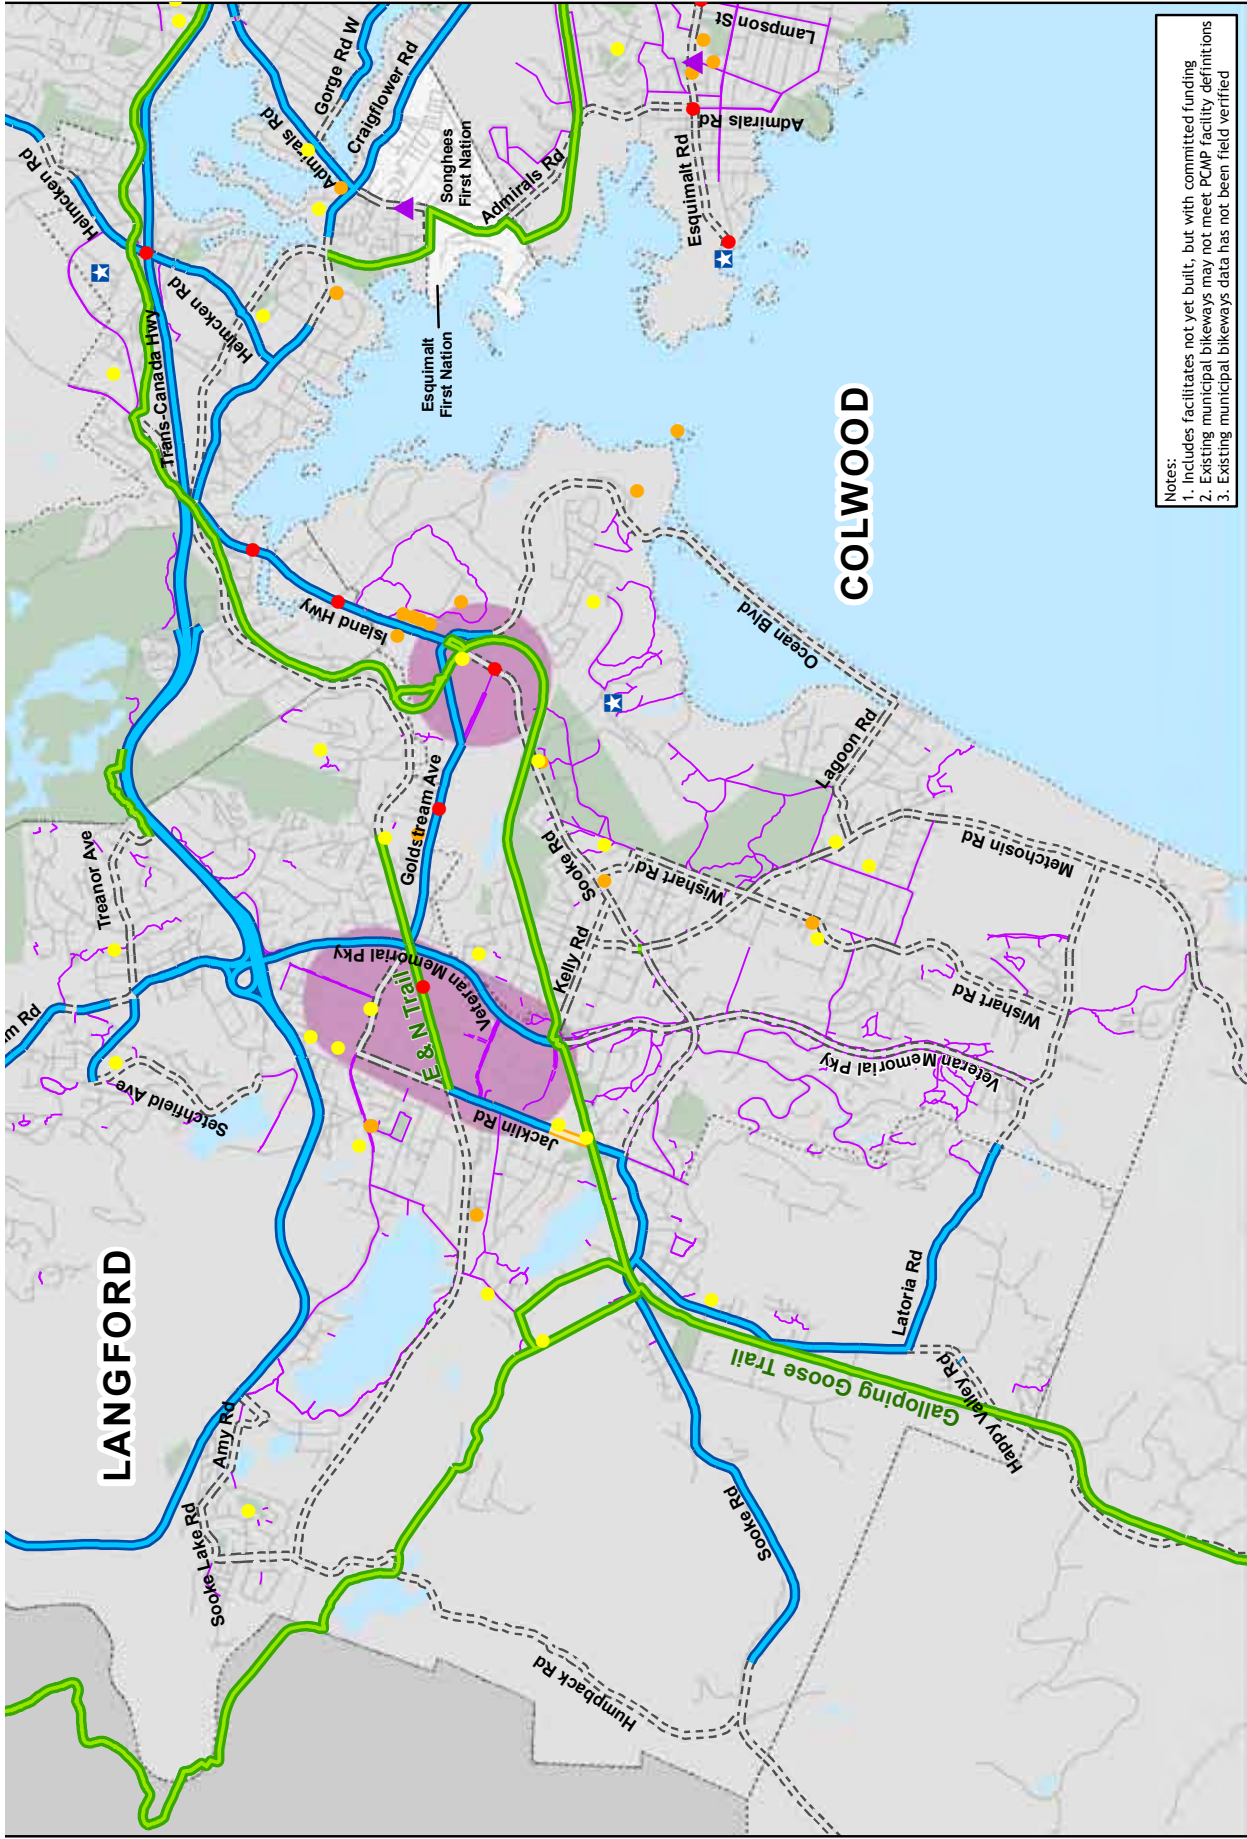 Helmcken Rd
Trans-Canada Hwy
Helmcken Rd
Admirals Rd
Gorge Rd W
Craigflower Rd
Songhees
First Nation
Admirals Rd
Esquimalt
First Nation
Esquimalt Rd
Admirals Rd
Lampson St
Island Hwy
Ocean Blvd
COLWOOD
Lagoon Rd
Goldstream Ave
Sooke Rd
Wishart Rd
Metchosin Rd
Treanor Ave
Veteran Memorial Pky
E & N Trail
Kelly Rd
Wishart Rd
Veteran Memorial Pky
m Rd
Setchfield Ave
Jacklin Rd
LANGFORD
Latoria Rd
Galloping Goose Trail
Happy Valley Rd
Amy Rd
Sooke Lake Rd
Sooke Rd
Humpback Rd
Notes:
1. Includes facilitates not yet built, but with committed funding
2. Existing municipal bikeways may not meet PCMP facility definitions
3. Existing municipal bikeways data has not been field verified